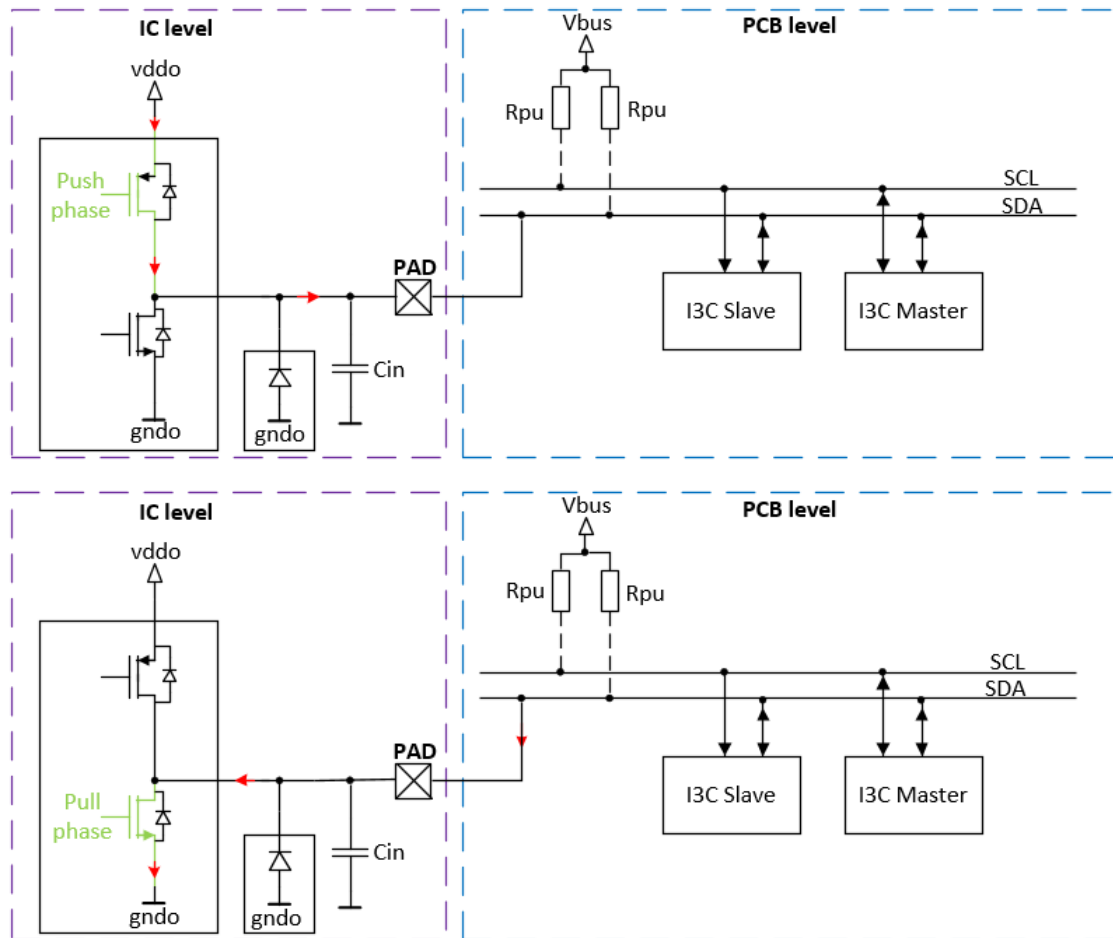 IC level
PCB level
vddo
Vbus
Rpu
Rpu
Push
phase
SCL
SDA
PAD
I3C Slave
I3C Master
Cin
gndo
gndo
IC level
PCB level
vddo
Vbus
Rpu
Rpu
SCL
SDA
PAD
Pull
phase
I3C Slave
I3C Master
Cin
gndo
gndo